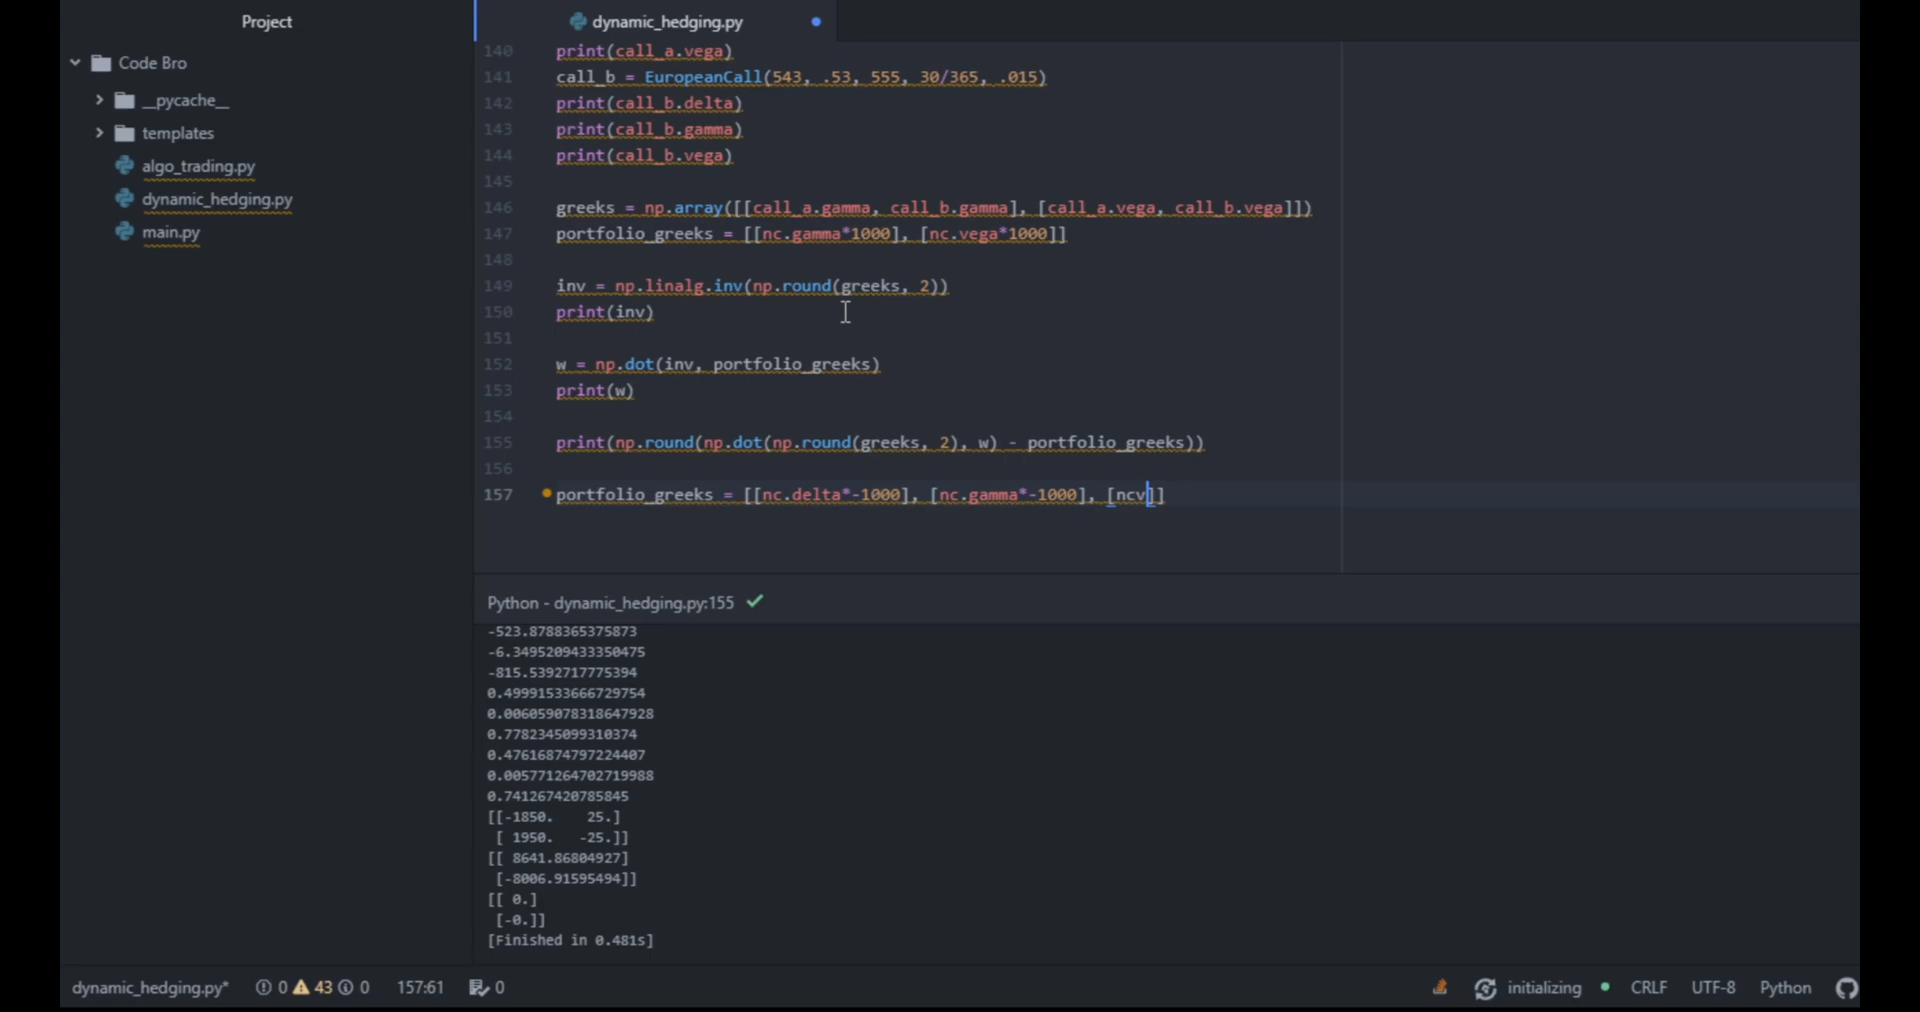 Project
dynamic_hedging.py
Code Bro
__pycache__
templates
algo_trading.py
dynamic_hedging.py
main.py
140 print(call_a.vega)
141 call_b = EuropeanCall(543, .53, 555, 30/365, .015)
142 print(call_b.delta)
143 print(call_b.gamma)
144 print(call_b.vega)
145
146 greeks = np.array([[call_a.gamma, call_b.gamma], [call_a.vega, call_b.vega]])
147 portfolio_greeks = [[nc.gamma*1000], [nc.vega*1000]]
148
149 inv = np.linalg.inv(np.round(greeks, 2))
150 print(inv)
151
152 w = np.dot(inv, portfolio_greeks)
153 print(w)
154
155 print(np.round(np.dot(np.round(greeks, 2), w) - portfolio_greeks))
156
157 portfolio_greeks = [[nc.delta*-1000], [nc.gamma*-1000], [ncv]]
Python - dynamic_hedging.py:155
-523.8788365375873
-6.3495209433350475
-815.5392717775394
0.49991533666729754
0.006059078318647928
0.7782345099310374
0.47616874797224407
0.005771264702719988
0.741267420785845
[[-1850. 25.]
[ 1950. -25.]]
[[ 8641.86804927]
[-8006.91595494]]
[[ 0.]
[-0.]]
[Finished in 0.481s]
dynamic_hedging.py* 0 43 0 157:61 0 initializing CRLF UTF-8 Python